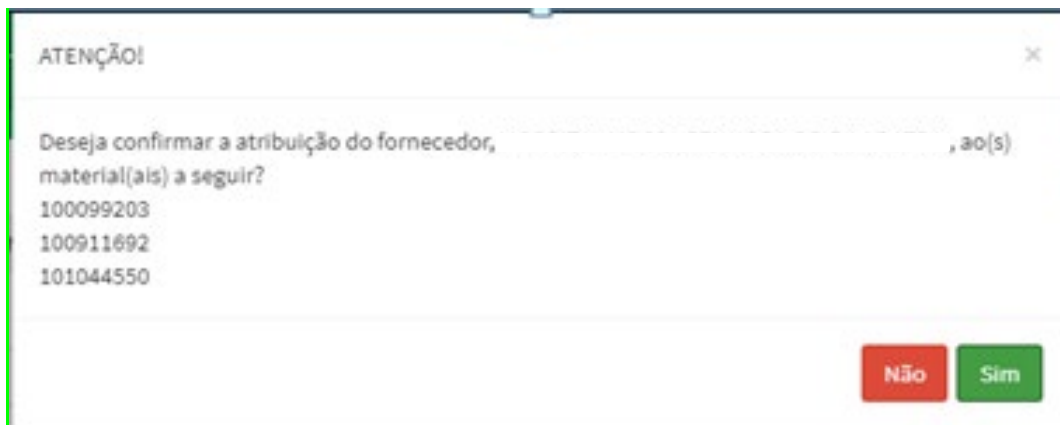 ATENÇÃO!
Deseja confirmar a atribuição do fornecedor, , ao(s)
material(ais) a seguir?
100099203
100911692
101044550
Não Sim